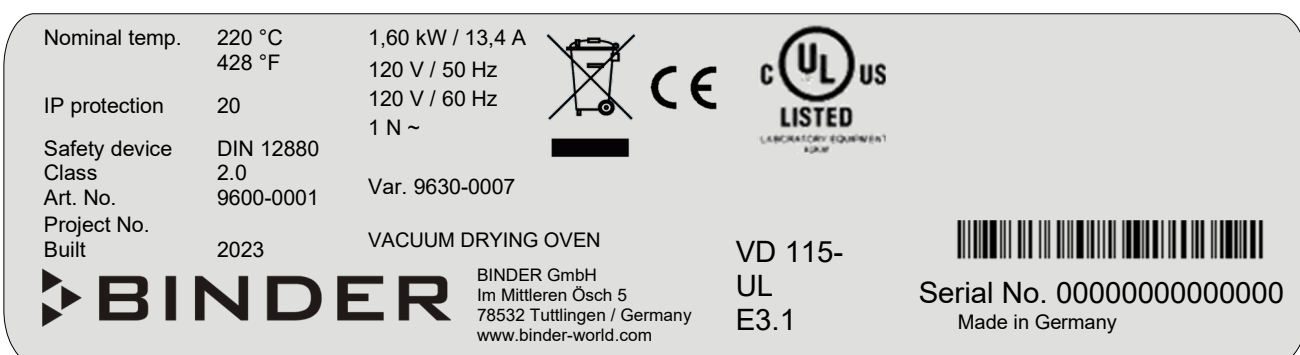 Nominal temp. 220 °C 1,60 kW / 13,4 A
428 °F 120 V / 50 Hz
IP protection 20 120 V / 60 Hz
1 N ~
Safety device DIN 12880
Class 2.0
Art. No. 9600-0001 Var. 9630-0007
Project No.
Built 2023 VACUUM DRYING OVEN
CE
C UL US
LISTED
LABORATORY EQUIPMENT
BINDER
BINDER GmbH
Im Mittleren Ösch 5
78532 Tuttlingen / Germany
www.binder-world.com
VD 115-
UL
E3.1
Serial No. 00000000000000
Made in Germany